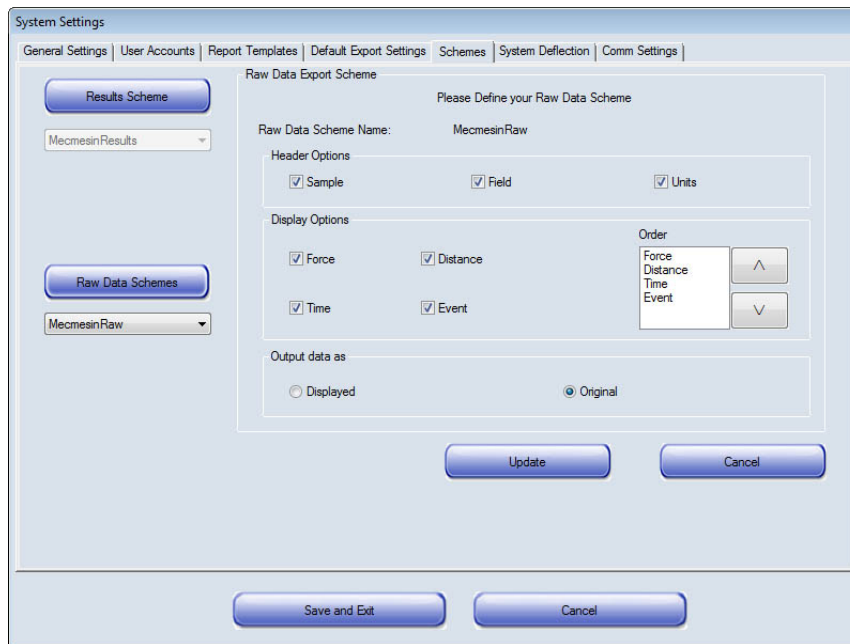 System Settings
General Settings User Accounts Report Templates Default Export Settings Schemes System Deflection Comm Settings
Results Scheme
MecmesinResults
Raw Data Schemes
MecmesinRaw
Raw Data Export Scheme
Please Define your Raw Data Scheme
Raw Data Scheme Name: MecmesinRaw
Header Options
Sample Field Units
Display Options
Force Distance
Time Event
Order
Force
Distance
Time
Event
Output data as
Displayed Original
Update Cancel
Save and Exit Cancel